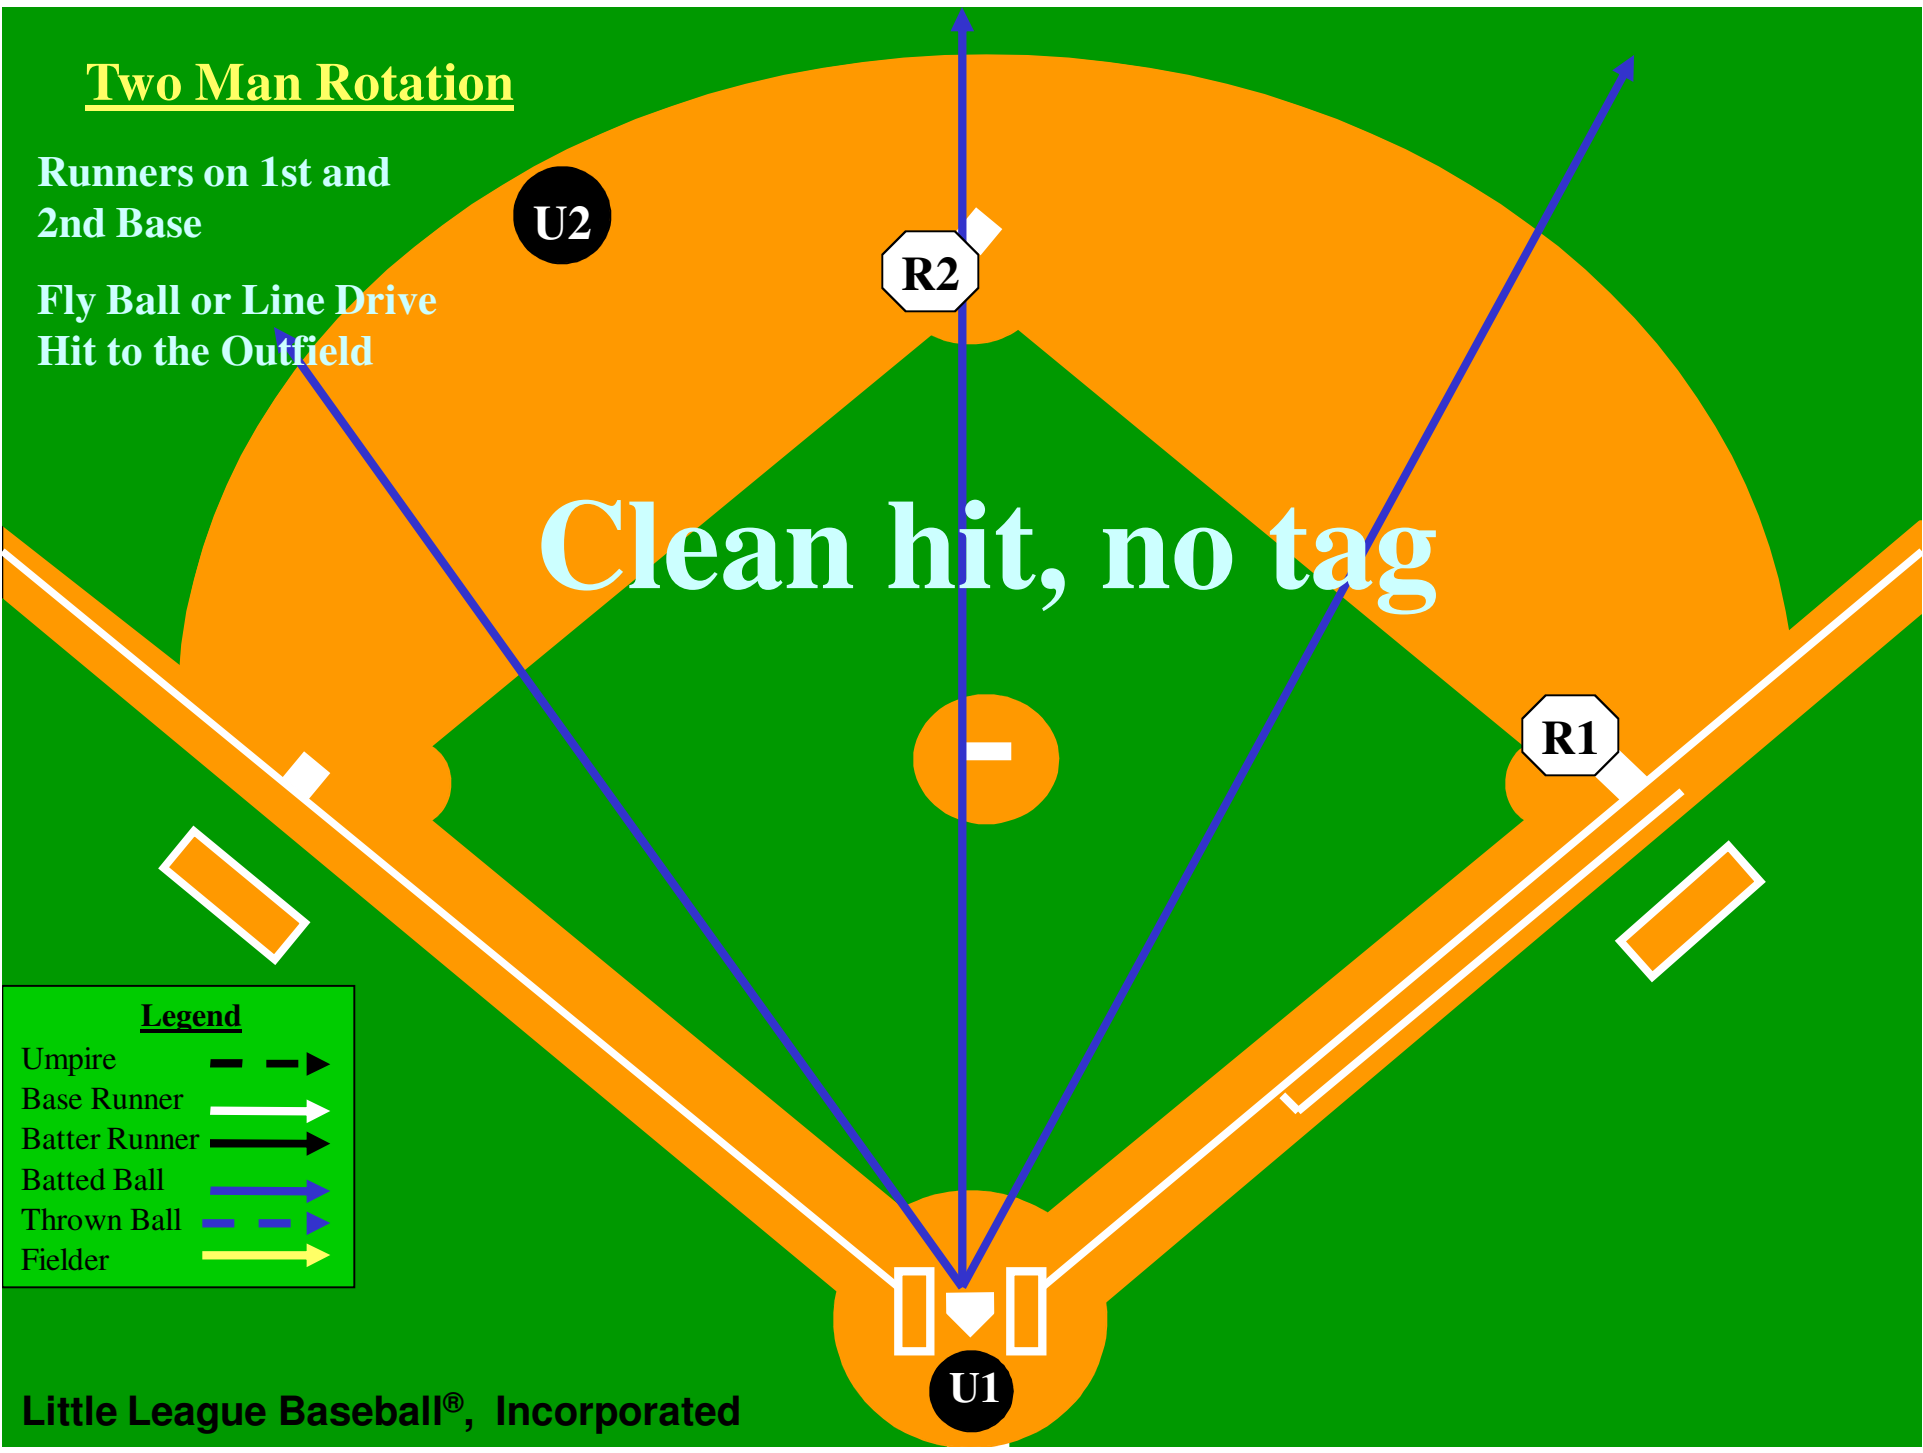 Two Man Rotation
Runners on 1st and
2nd Base
Fly Ball or Line Drive
Hit to the Outfield
U2
R2
Clean hit, no tag
R1
Legend
Umpire
Base Runner
Batter Runner
Batted Ball
Thrown Ball
Fielder
U1
Little League Baseball®, Incorporated